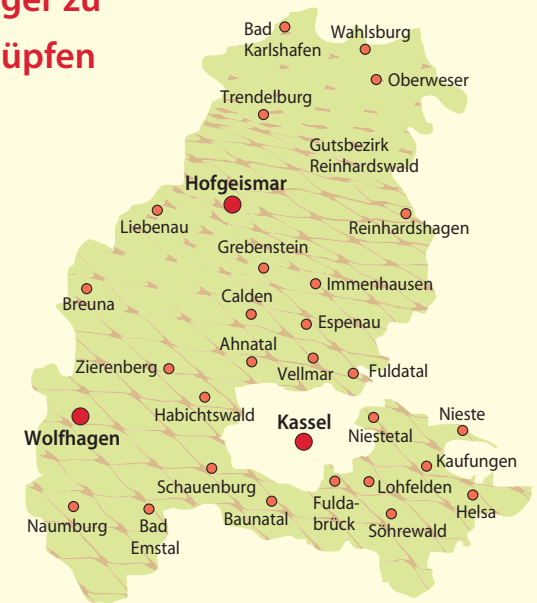 ger zu
üpfen
Bad
Karlshafen
Wahlsburg
Oberweser
Trendelburg
Gutsbezirk
Reinhardswald
Hofgeismar
Liebenau
Reinhardshagen
Grebenstein
Immenhausen
Breuna
Calden
Espenau
Ahnatal
Zierenberg
Vellmar
Fuldatal
Habichtswald
Kassel
Nieste
Niestetal
Wolfhagen
Kaufungen
Schauenburg
Lohfelden
Fulda-
brück
Helsa
Naumburg
Bad
Emstal
Baunatal
Söhrewald